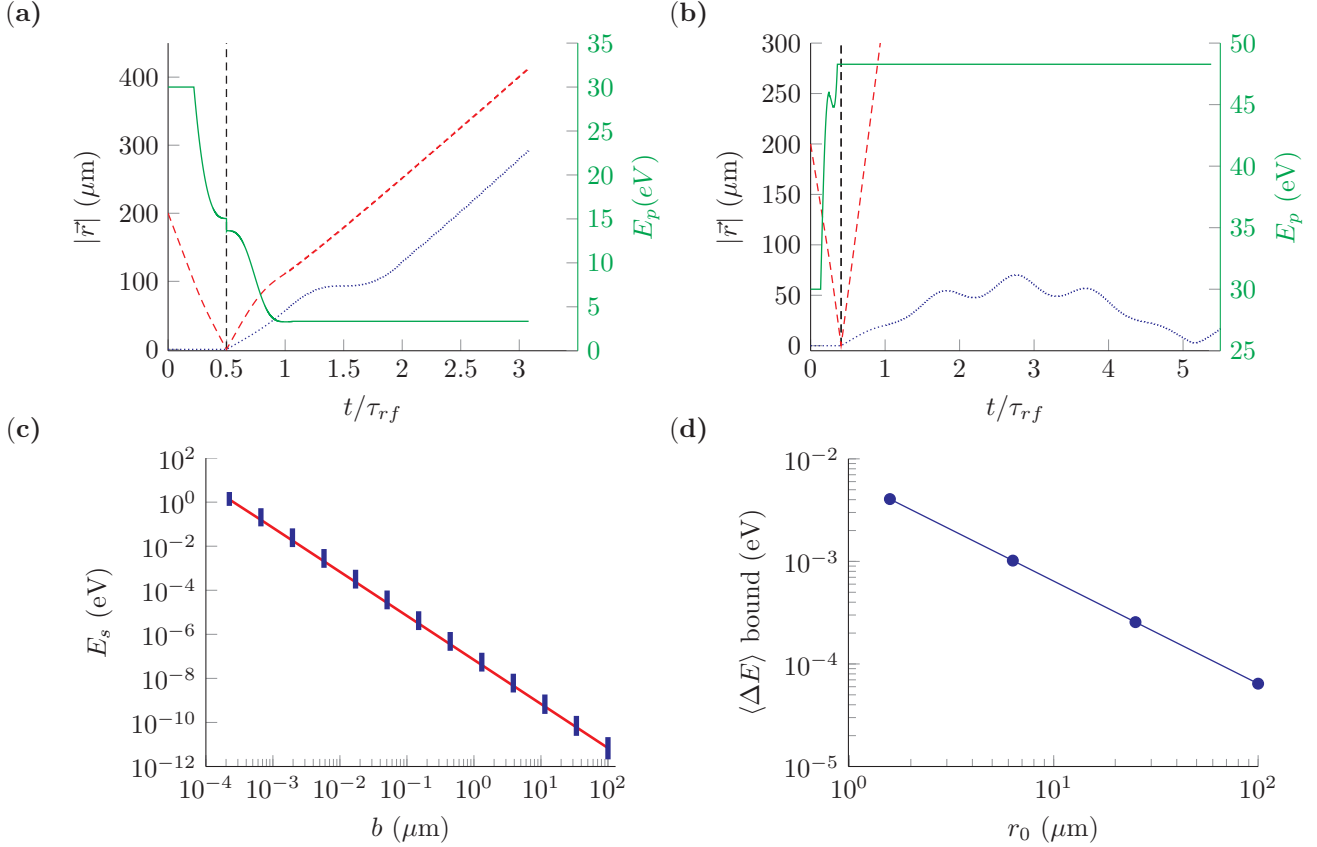 (a)
400
300
200
100
0
|r⃗| (μm)
0 0.5 1 1.5 2 2.5 3
t/τ_rf
35
30
25
20
15
10
5
0
E_p(eV)
(b)
300
250
200
150
100
50
0
|r⃗| (μm)
0 1 2 3 4 5
t/τ_rf
50
45
40
35
30
25
E_p (eV)
(c)
10^2
10^0
10^−2
10^−4
10^−6
10^−8
10^−10
10^−12
E_s (eV)
10^−4 10^−3 10^−2 10^−1 10^0 10^1 10^2
b (μm)
(d)
10^−2
10^−3
10^−4
10^−5
⟨ΔE⟩ bound (eV)
10^0 10^1 10^2
r_0 (μm)